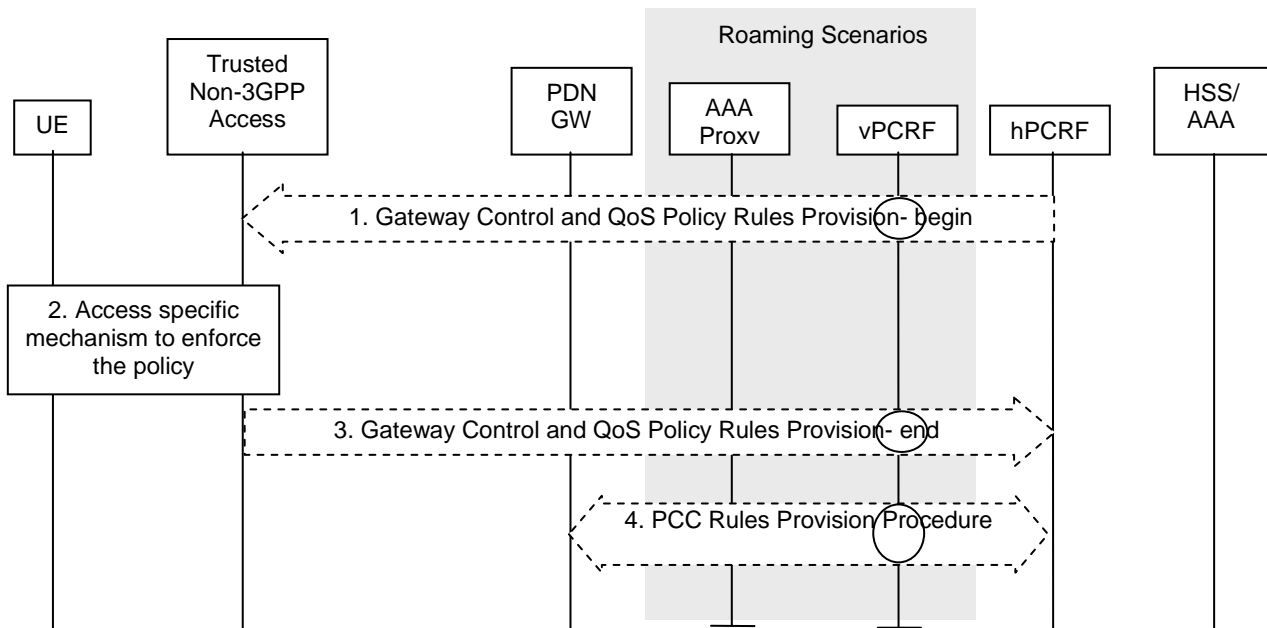 Roaming Scenarios
UE
Trusted
Non-3GPP
Access
PDN
GW
AAA
Proxv
vPCRF
hPCRF
HSS/
AAA
1. Gateway Control and QoS Policy Rules Provision- begin
2. Access specific
mechanism to enforce
the policy
3. Gateway Control and QoS Policy Rules Provision- end
4. PCC Rules Provision Procedure